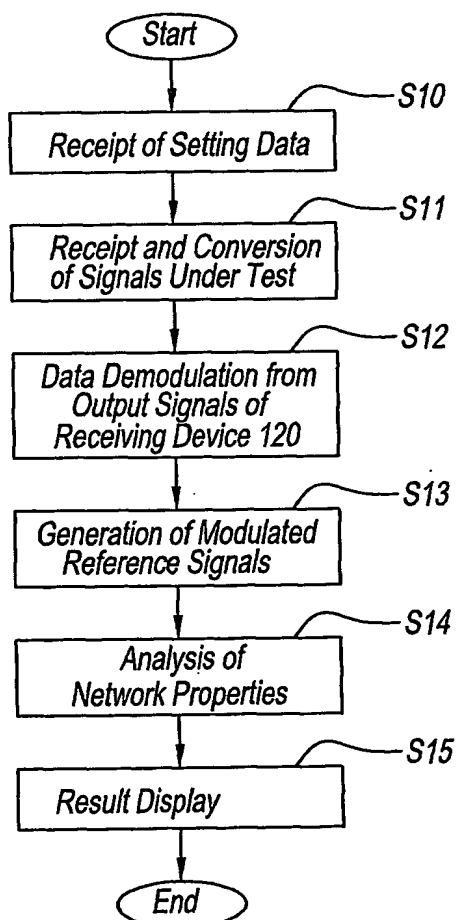 Start
S10
Receipt of Setting Data
S11
Receipt and Conversion
of Signals Under Test
S12
Data Demodulation from
Output Signals of
Receiving Device 120
S13
Generation of Modulated
Reference Signals
S14
Analysis of
Network Properties
S15
Result Display
End